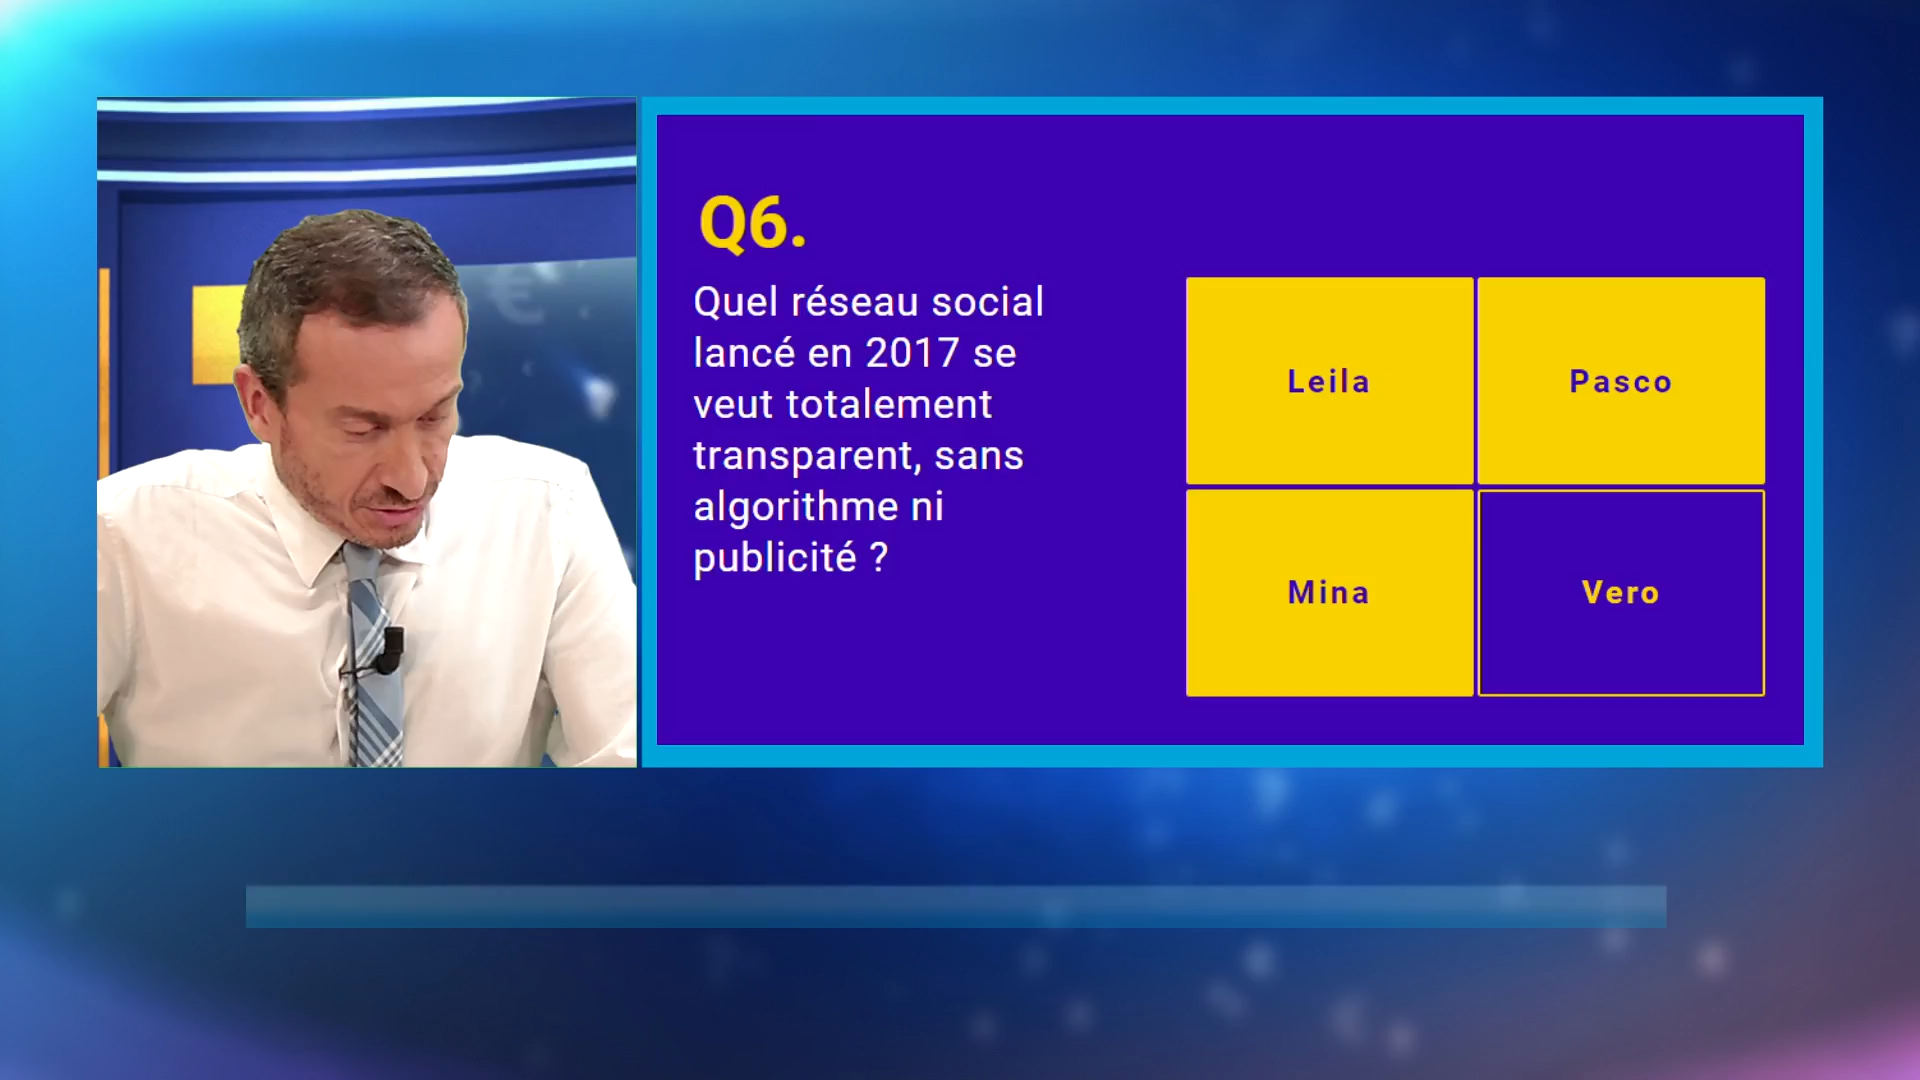 Q6.
Quel réseau social
lancé en 2017 se
veut totalement
transparent, sans
algorithme ni
publicité ?
Leila
Pasco
Mina
Vero